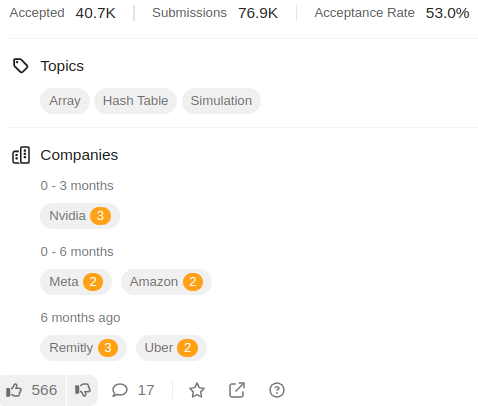 Accepted 40.7K Submissions 76.9K Acceptance Rate 53.0%
Topics
Array Hash Table Simulation
Companies
0 - 3 months
Nvidia 3
0 - 6 months
Meta 2 Amazon 2
6 months ago
Remitly 3 Uber 2
566 17